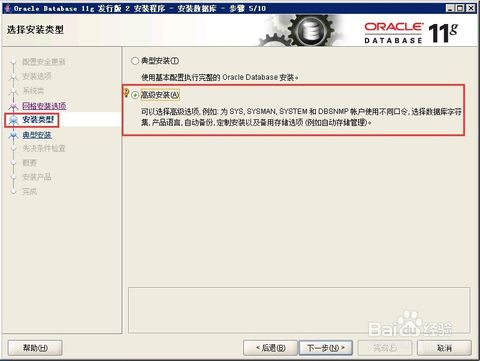 Oracle Database 11g 发行版 2 安装程序 - 安装数据库 - 步骤 5/10
选择安装类型
ORACLE
DATABASE 11g
配置安全更新
安装选项
系统类
网格安装选项
安装类型
典型安装
先决条件检查
概要
安装产品
完成
典型安装(T)
使用基本配置执行完整的 Oracle Database 安装。
高级安装(A)
可以选择高级选项, 例如: 为 SYS, SYSMAN, SYSTEM 和 DBSNMP 帐户使用不同口令, 选择数据库字符
集, 产品语言, 自动备份, 定制安装以及备用存储选项 (例如自动存储管理)。
帮助(H)
< 后退(B)
下一步(N) >
完成(F)
取消
Baidu 经验